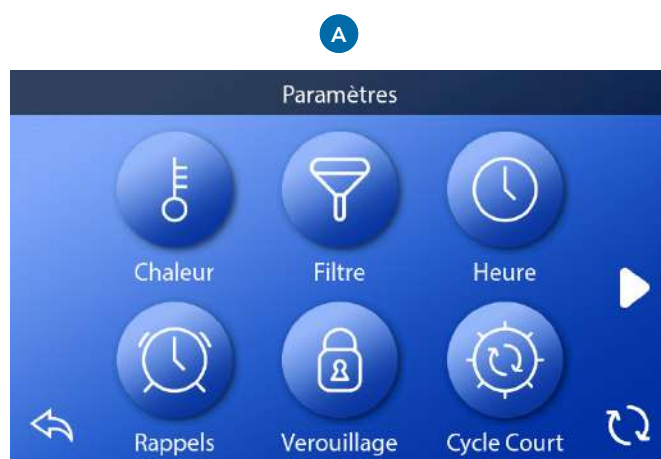 A
Paramètres
Chaleur Filtre Heure
Rappels Verouillage Cycle Court